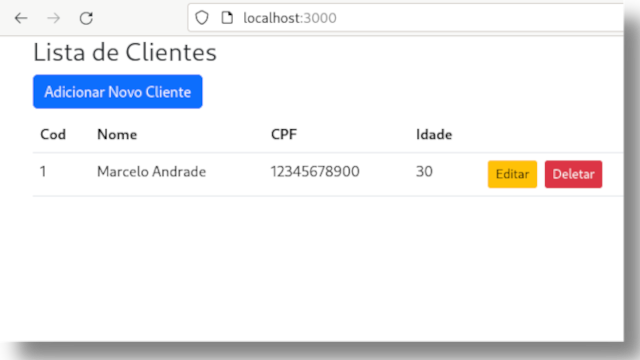 localhost:3000
Lista de Clientes
Adicionar Novo Cliente
Cod Nome CPF Idade
1 Marcelo Andrade 12345678900 30 Editar Deletar